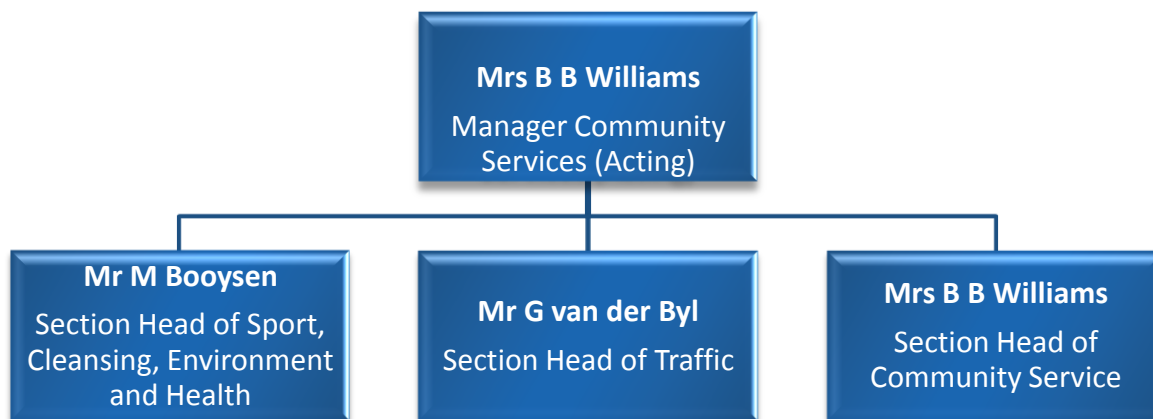 Mrs B B Williams
Manager Community
Services (Acting)
Mr M Booysen
Section Head of Sport,
Cleansing, Environment
and Health
Mr G van der Byl
Section Head of Traffic
Mrs B B Williams
Section Head of
Community Service